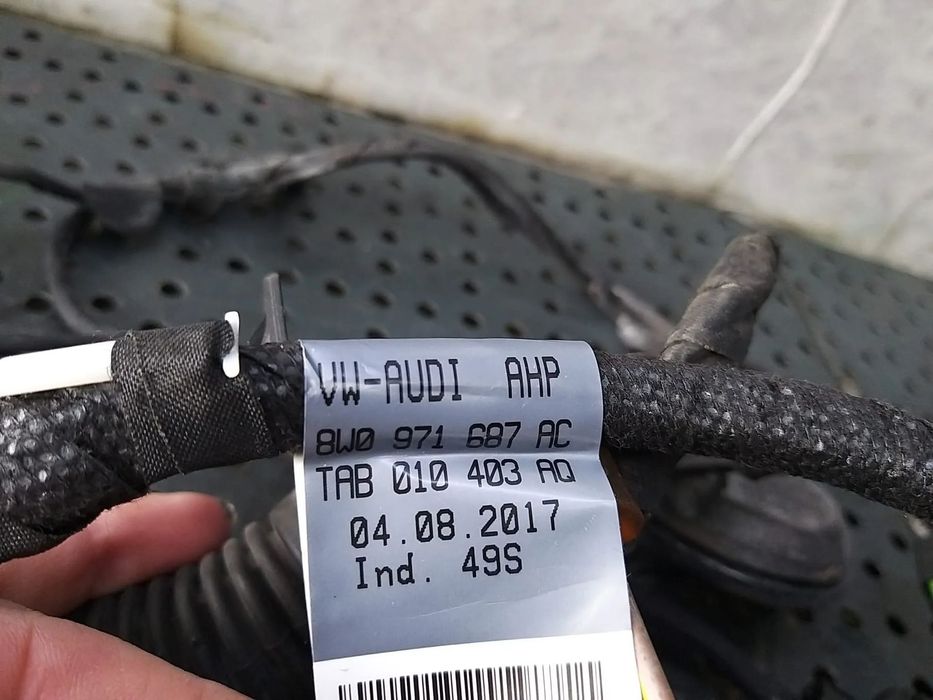 VW-AUDI AHP
8W0 971 687 AC
TAB 010 403 AQ
04.08.2017
Ind. 49S